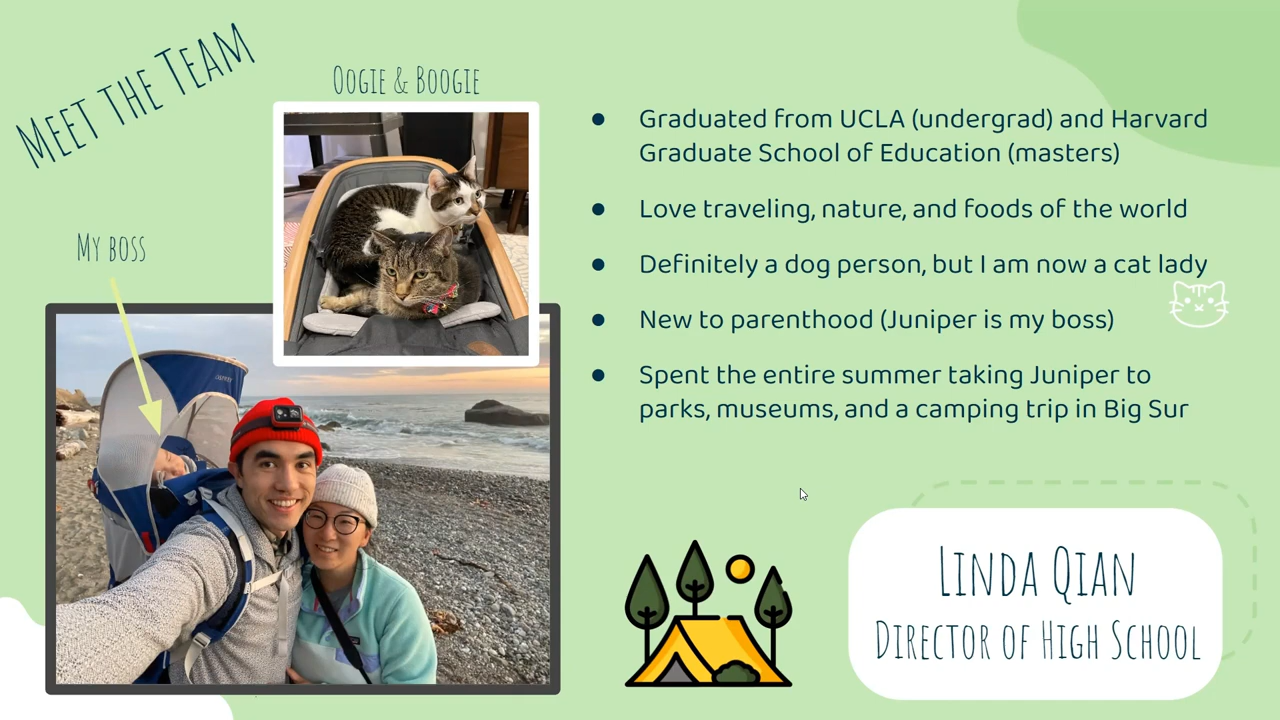 Meet the Team
Oogie & Boogie
My boss
● Graduated from UCLA (undergrad) and Harvard
Graduate School of Education (masters)
● Love traveling, nature, and foods of the world
● Definitely a dog person, but I am now a cat lady
● New to parenthood (Juniper is my boss)
● Spent the entire summer taking Juniper to
parks, museums, and a camping trip in Big Sur
Linda Qian
Director of High School